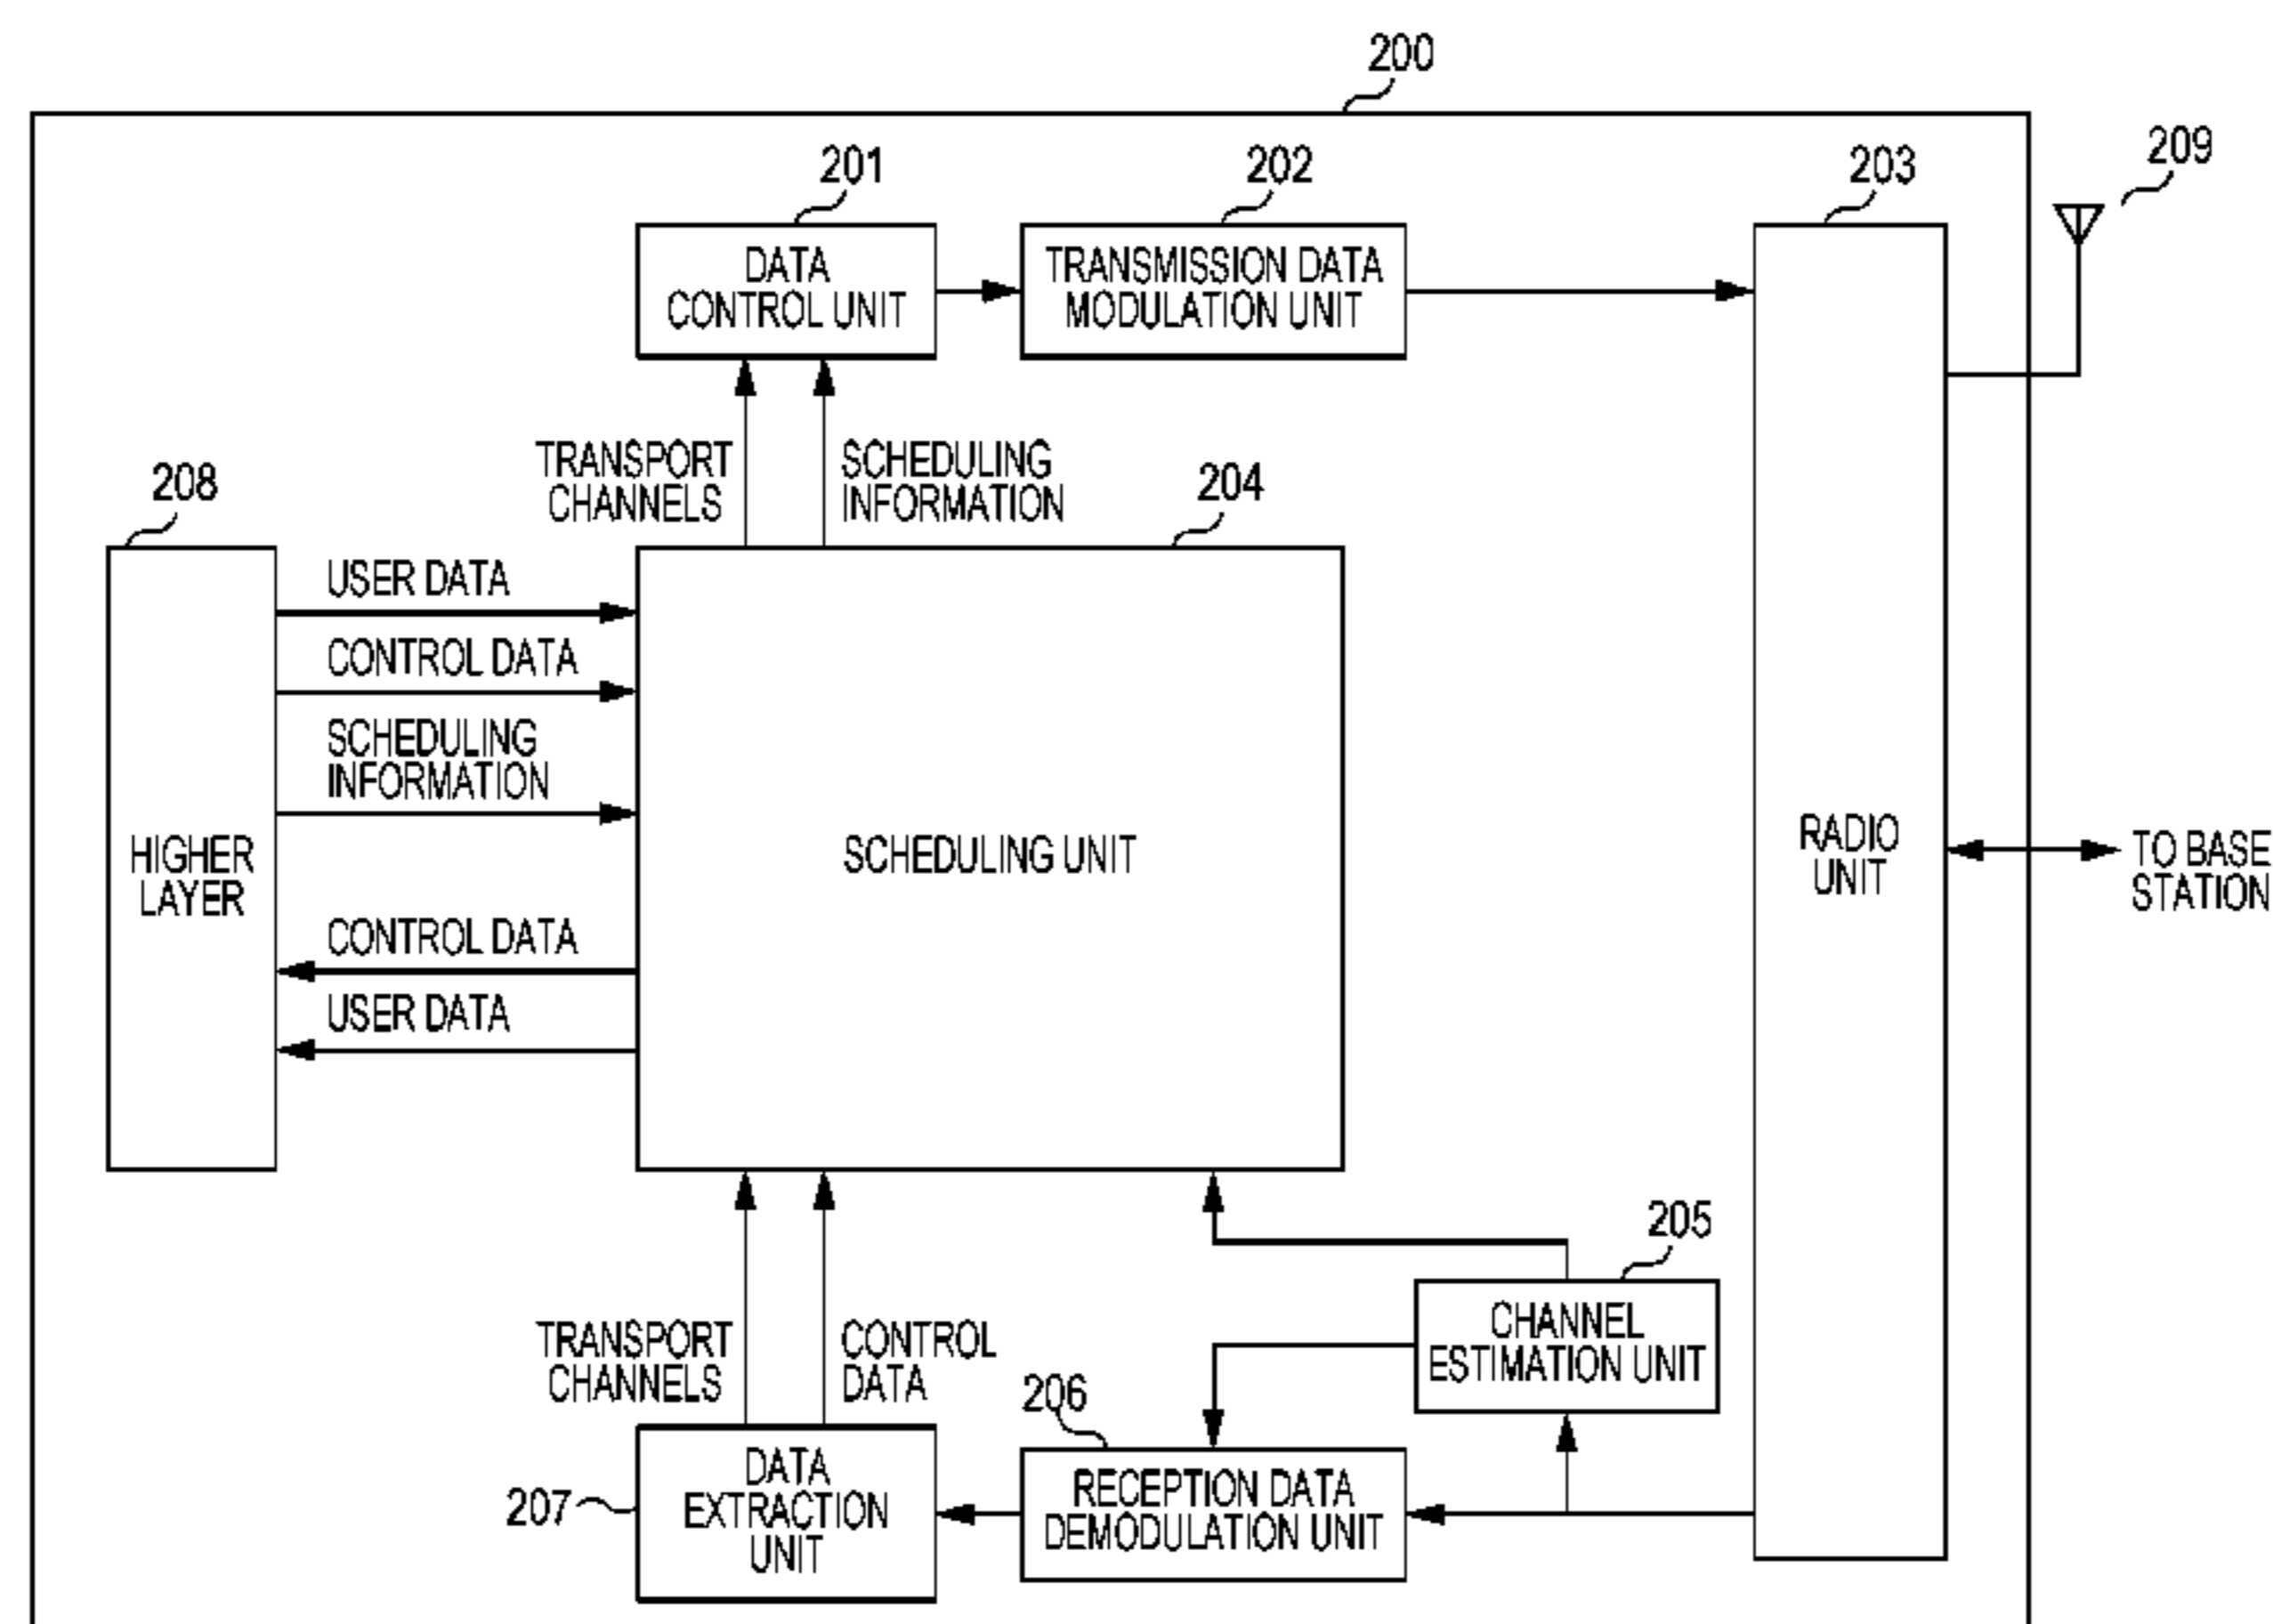 200
209
201
202
203
DATA
CONTROL UNIT
TRANSMISSION DATA
MODULATION UNIT
TRANSPORT
CHANNELS
SCHEDULING
INFORMATION
208
204
USER DATA
CONTROL DATA
SCHEDULING
INFORMATION
HIGHER
LAYER
SCHEDULING UNIT
RADIO
UNIT
TO BASE
STATION
CONTROL DATA
USER DATA
205
CHANNEL
ESTIMATION UNIT
TRANSPORT
CHANNELS
CONTROL
DATA
206
207
DATA
EXTRACTION
UNIT
RECEPTION DATA
DEMODULATION UNIT